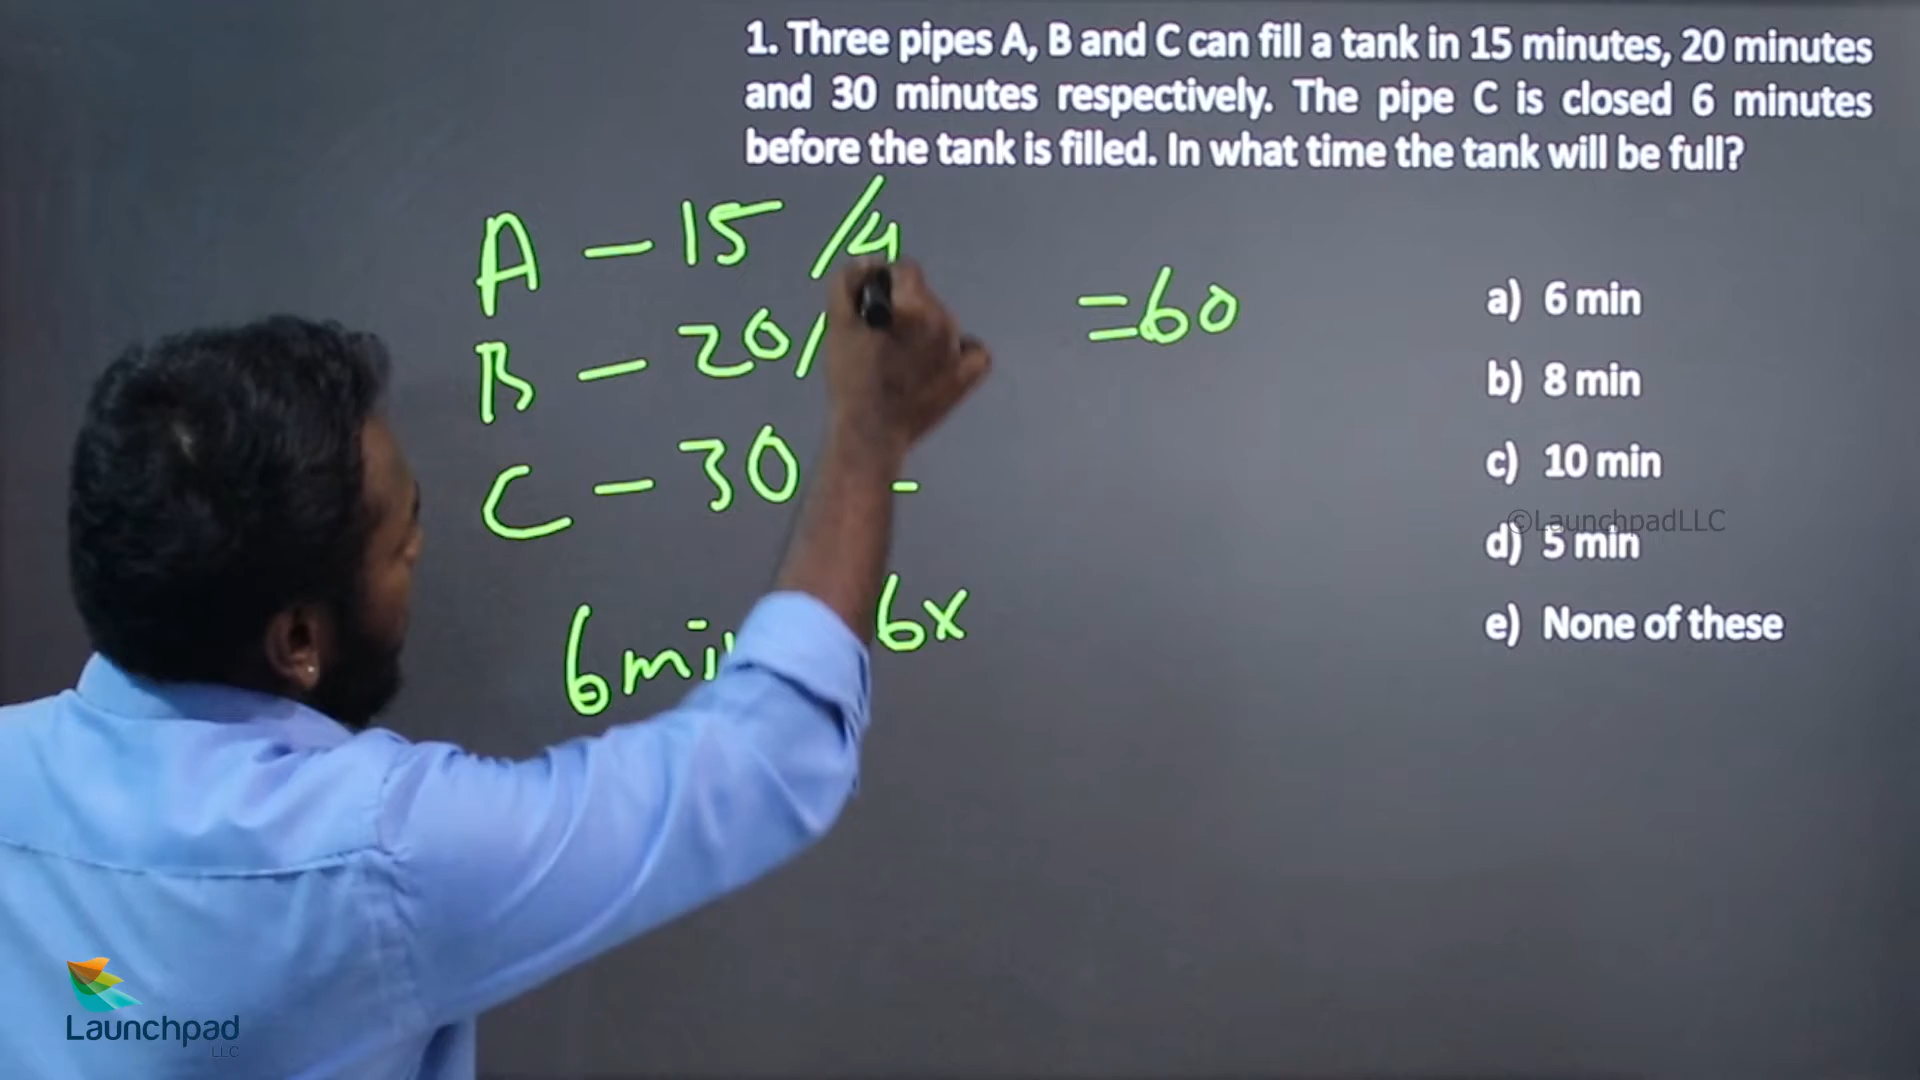 1. Three pipes A, B and C can fill a tank in 15 minutes, 20 minutes
and 30 minutes respectively. The pipe C is closed 6 minutes
before the tank is filled. In what time the tank will be full?
A – 15 / 4
B – 20 /
C – 30 -
= 60
6 min 6x
a) 6 min
b) 8 min
c) 10 min
©LaunchpadLLC
d) 5 min
e) None of these
Launchpad
LLC